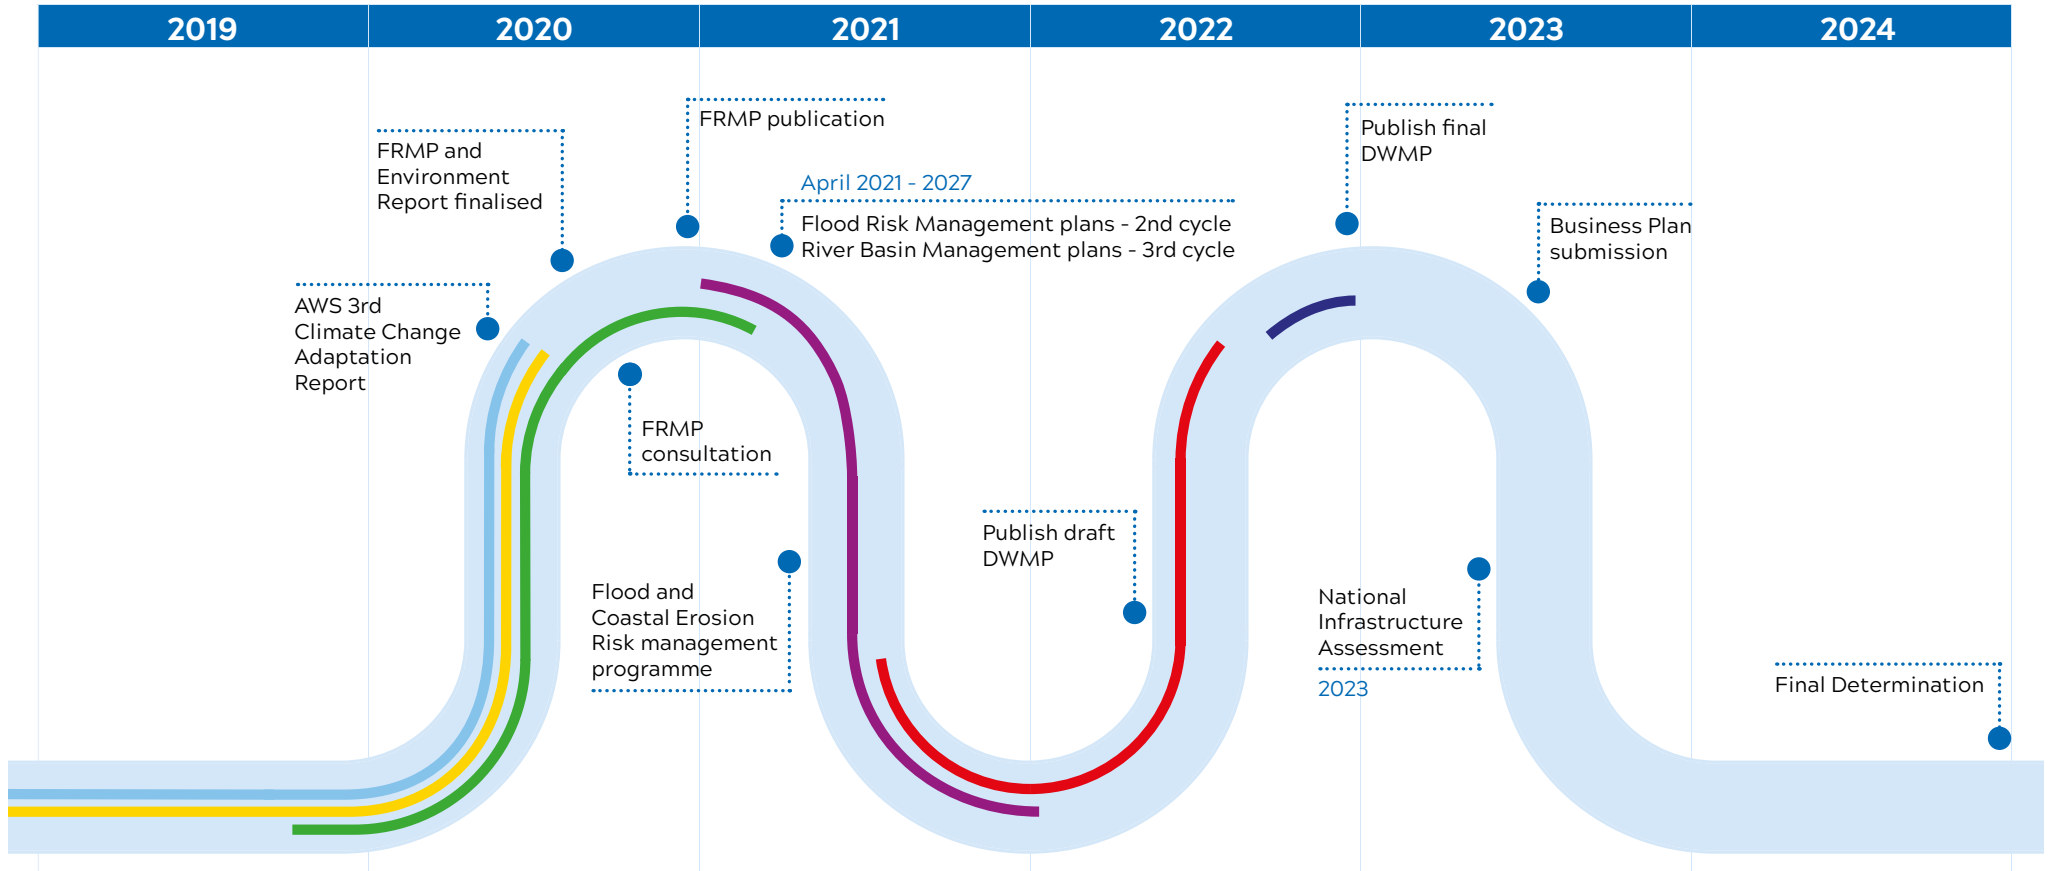 2019
2020
2021
2022
2023
2024
FRMP publication
Publish final
DWMP
FRMP and
Environment
Report finalised
April 2021 - 2027
Flood Risk Management plans - 2nd cycle
River Basin Management plans - 3rd cycle
Business Plan
submission
AWS 3rd
Climate Change
Adaptation
Report
FRMP
consultation
Publish draft
DWMP
Flood and
Coastal Erosion
Risk management
programme
National
Infrastructure
Assessment
2023
Final Determination